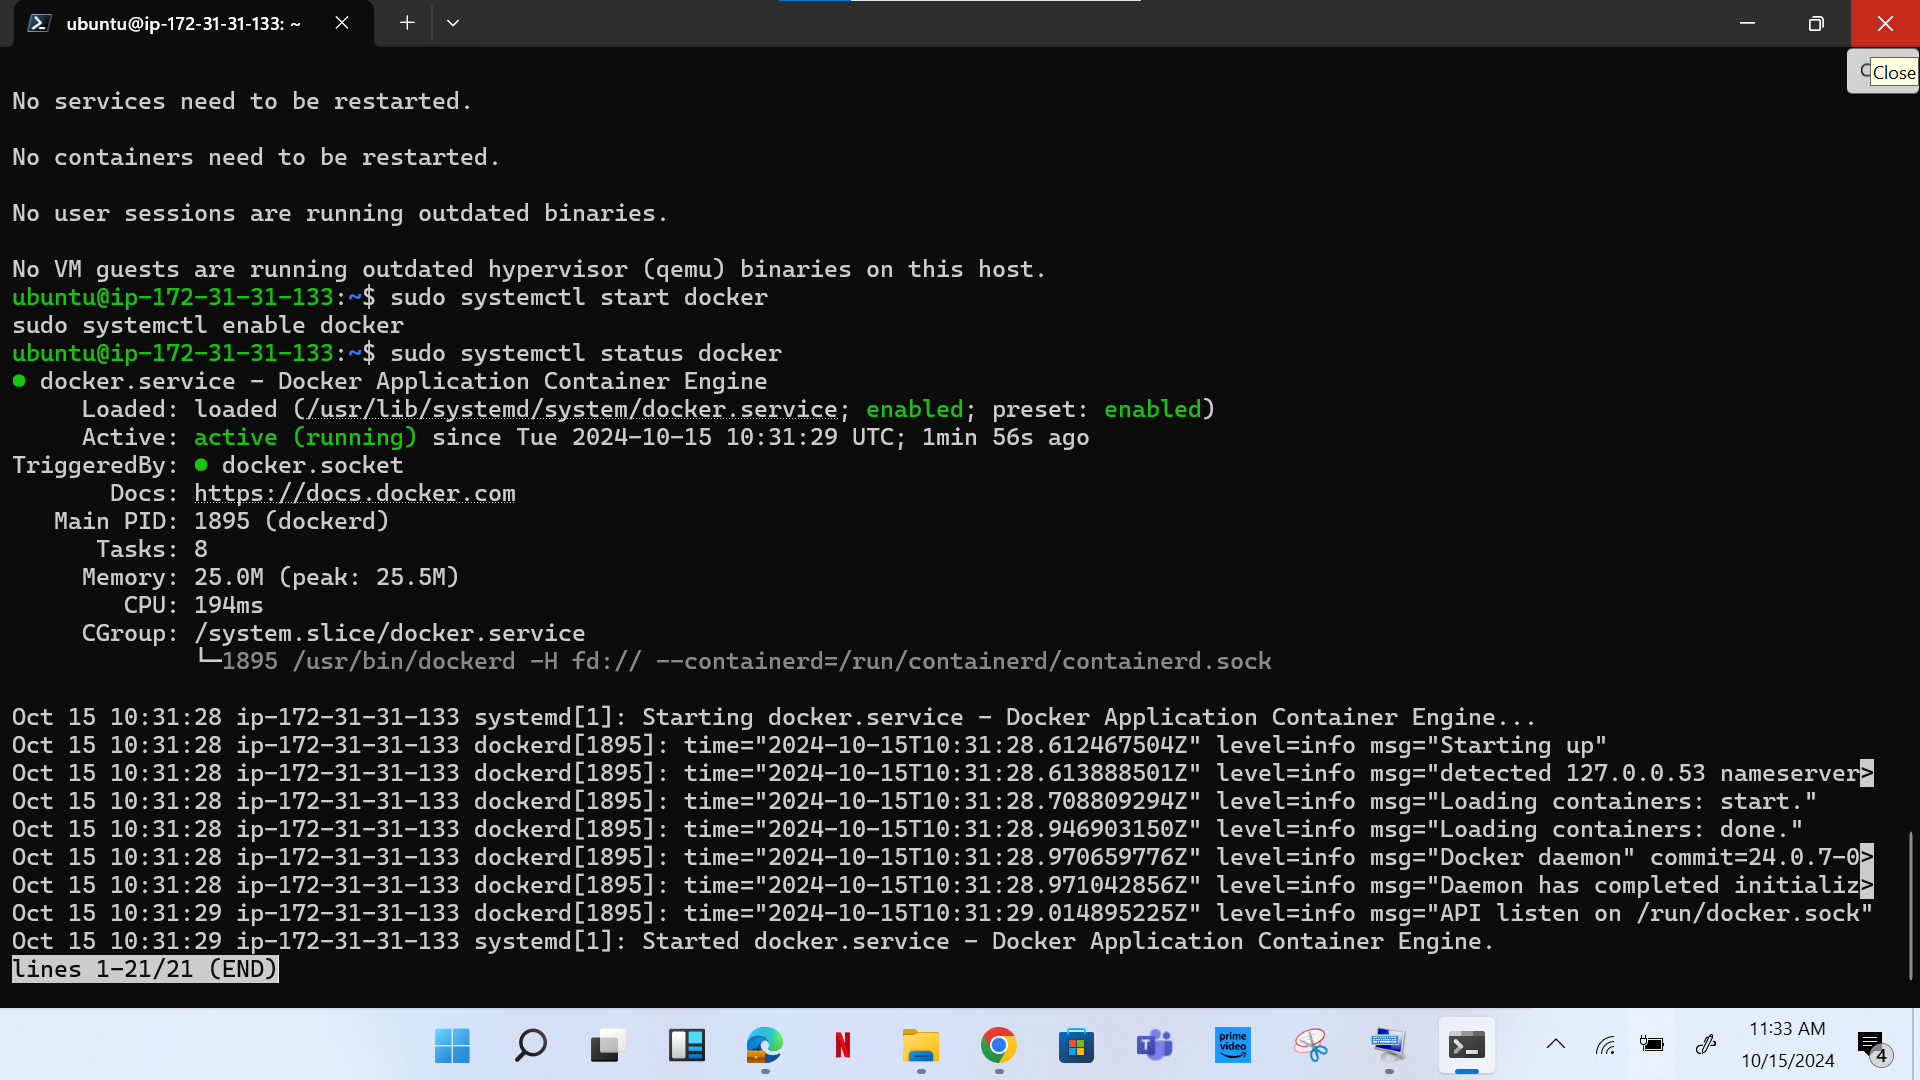 ubuntu@ip-172-31-31-133: ~
Close
No services need to be restarted.
No containers need to be restarted.
No user sessions are running outdated binaries.
No VM guests are running outdated hypervisor (qemu) binaries on this host.
ubuntu@ip-172-31-31-133:~$ sudo systemctl start docker
sudo systemctl enable docker
ubuntu@ip-172-31-31-133:~$ sudo systemctl status docker
● docker.service - Docker Application Container Engine
Loaded: loaded (/usr/lib/systemd/system/docker.service; enabled; preset: enabled)
Active: active (running) since Tue 2024-10-15 10:31:29 UTC; 1min 56s ago
TriggeredBy: ● docker.socket
Docs: https://docs.docker.com
Main PID: 1895 (dockerd)
Tasks: 8
Memory: 25.0M (peak: 25.5M)
CPU: 194ms
CGroup: /system.slice/docker.service
└─1895 /usr/bin/dockerd -H fd:// --containerd=/run/containerd/containerd.sock
Oct 15 10:31:28 ip-172-31-31-133 systemd[1]: Starting docker.service - Docker Application Container Engine...
Oct 15 10:31:28 ip-172-31-31-133 dockerd[1895]: time="2024-10-15T10:31:28.612467504Z" level=info msg="Starting up"
Oct 15 10:31:28 ip-172-31-31-133 dockerd[1895]: time="2024-10-15T10:31:28.613888501Z" level=info msg="detected 127.0.0.53 nameserver>
Oct 15 10:31:28 ip-172-31-31-133 dockerd[1895]: time="2024-10-15T10:31:28.708809294Z" level=info msg="Loading containers: start."
Oct 15 10:31:28 ip-172-31-31-133 dockerd[1895]: time="2024-10-15T10:31:28.946903150Z" level=info msg="Loading containers: done."
Oct 15 10:31:28 ip-172-31-31-133 dockerd[1895]: time="2024-10-15T10:31:28.970659776Z" level=info msg="Docker daemon" commit=24.0.7-0>
Oct 15 10:31:28 ip-172-31-31-133 dockerd[1895]: time="2024-10-15T10:31:28.971042856Z" level=info msg="Daemon has completed initializ>
Oct 15 10:31:29 ip-172-31-31-133 dockerd[1895]: time="2024-10-15T10:31:29.014895225Z" level=info msg="API listen on /run/docker.sock"
Oct 15 10:31:29 ip-172-31-31-133 systemd[1]: Started docker.service - Docker Application Container Engine.
lines 1-21/21 (END)
prime video
11:33 AM
10/15/2024
4